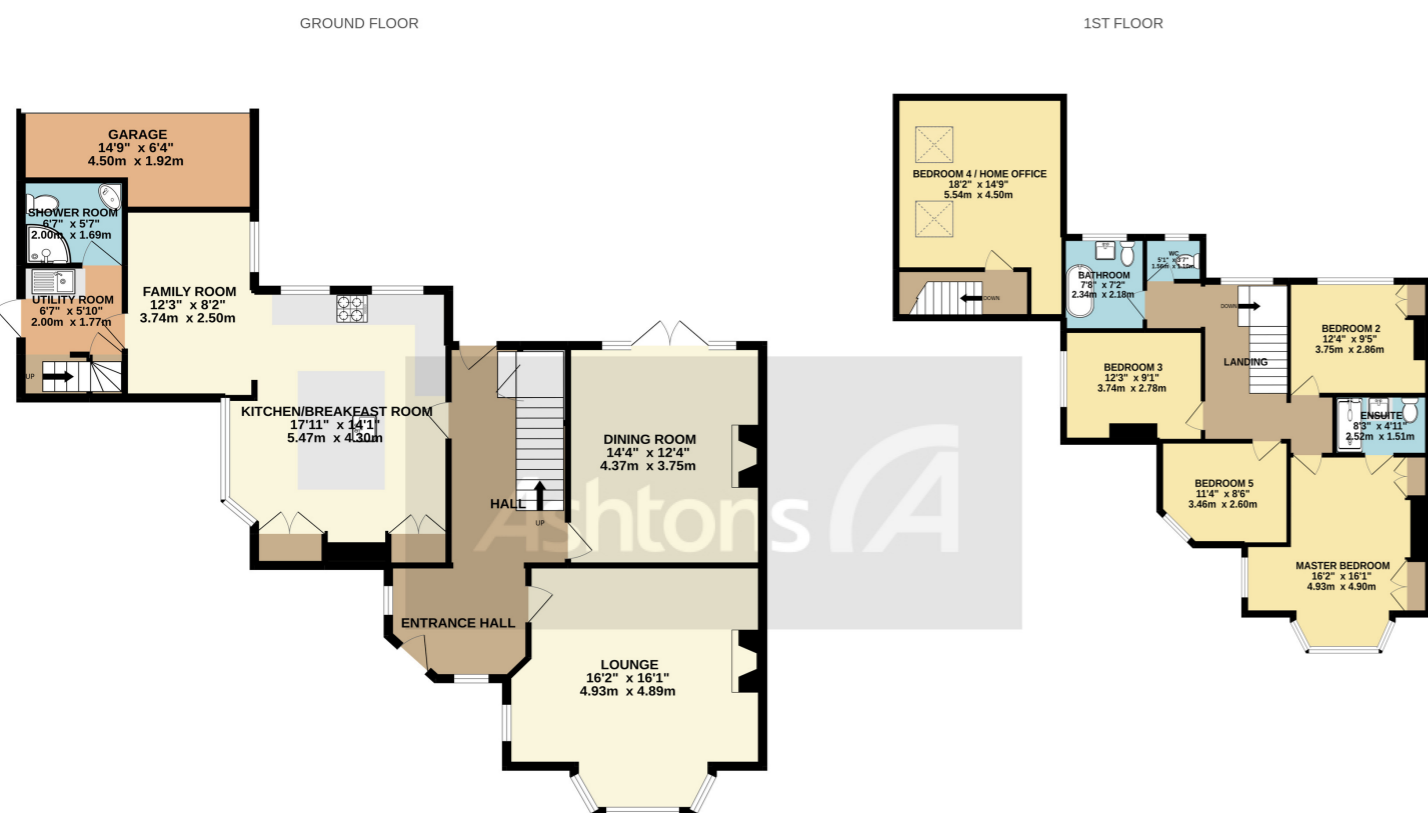 GROUND FLOOR
1ST FLOOR
GARAGE
14'9" x 6'4"
4.50m x 1.92m
SHOWER ROOM
6'7" x 5'7"
2.00m x 1.69m
UTILITY ROOM
6'7" x 5'10"
2.00m x 1.77m
UP
FAMILY ROOM
12'3" x 8'2"
3.74m x 2.50m
KITCHEN/BREAKFAST ROOM
17'11" x 14'1"
5.47m x 4.30m
HALL
UP
DINING ROOM
14'4" x 12'4"
4.37m x 3.75m
Ashtons
ENTRANCE HALL
LOUNGE
16'2" x 16'1"
4.93m x 4.89m
BEDROOM 4 / HOME OFFICE
18'2" x 14'9"
5.54m x 4.50m
DOWN
BATHROOM
7'8" x 7'2"
2.34m x 2.18m
WC
5'1" x 3'7"
DOWN
LANDING
BEDROOM 2
12'4" x 9'5"
3.75m x 2.86m
BEDROOM 3
12'3" x 9'1"
3.74m x 2.78m
ENSUITE
8'3" x 4'11"
2.52m x 1.51m
BEDROOM 5
11'4" x 8'6"
3.46m x 2.60m
MASTER BEDROOM
16'2" x 16'1"
4.93m x 4.90m